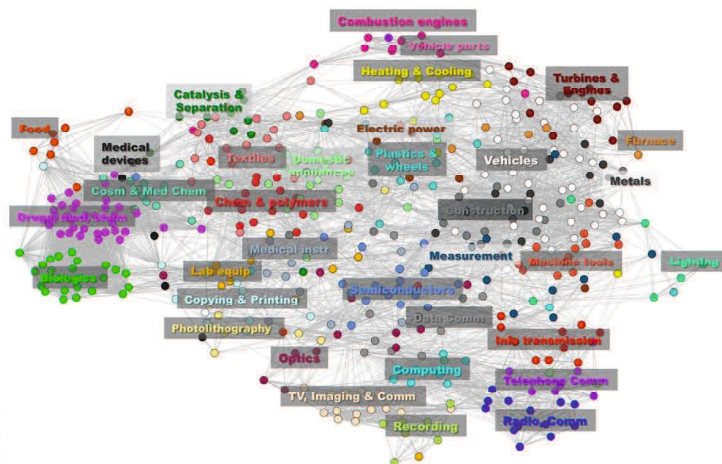 Combustion engines
Vehicle parts
Heating & Cooling
Turbines &
Engines
Catalysis &
Separation
Food
Electric power
Furnace
Medical
devices
Textiles
Domestic
appliances
Plastics &
wheels
Vehicles
Metals
Cosm & Med Chem
Chem & polymers
Construction
Medical instr
Measurement
Biologics
Lab equip
Machine tools
Lighting
Copying & Printing
Semiconductors
Photolithography
Data Comm
Info transmission
Optics
Computing
Telephone Comm
TV, Imaging & Comm
Recording
Radio, Comm